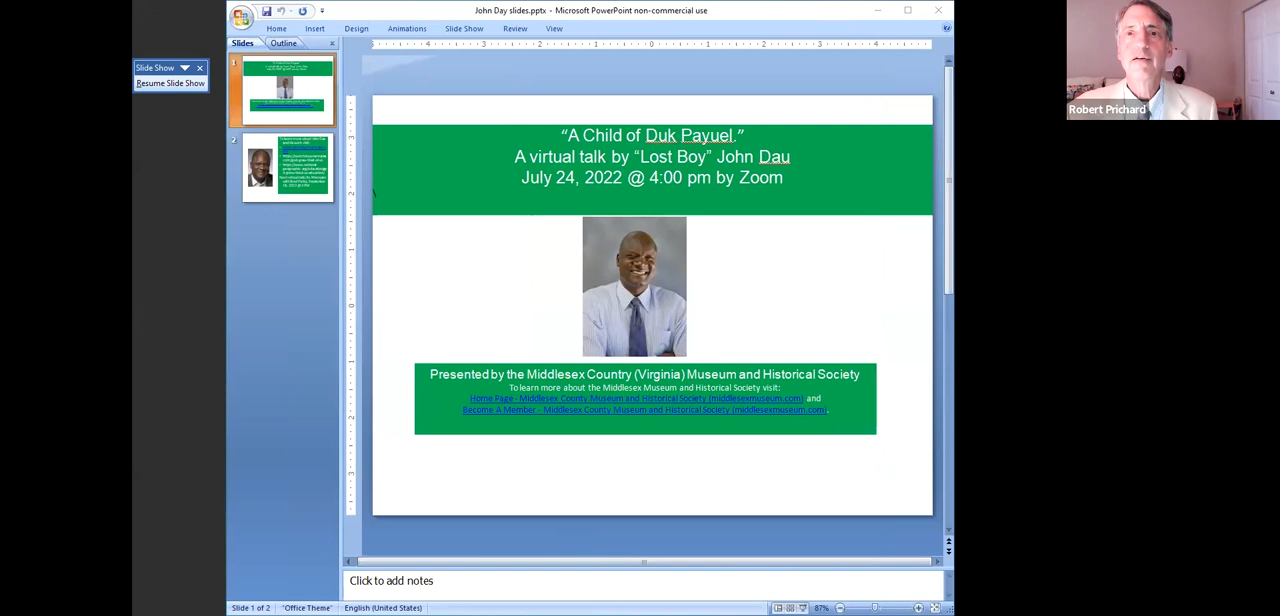 John Day slides.pptx - Microsoft PowerPoint non-commercial use
Home Insert Design Animations Slide Show Review View
Slides Outline
Slide Show
Resume Slide Show
1
2
“A Child of Duk Payuel.”
A virtual talk by “Lost Boy” John Dau
July 24, 2022 @ 4:00 pm by Zoom
Presented by the Middlesex Country (Virginia) Museum and Historical Society
To learn more about the Middlesex Museum and Historical Society visit:
Home Page - Middlesex County Museum and Historical Society (middlesexmuseum.com) and
Become A Member - Middlesex County Museum and Historical Society (middlesexmuseum.com).
Click to add notes
Slide 1 of 2 "Office Theme" English (United States) 87%
Robert Prichard